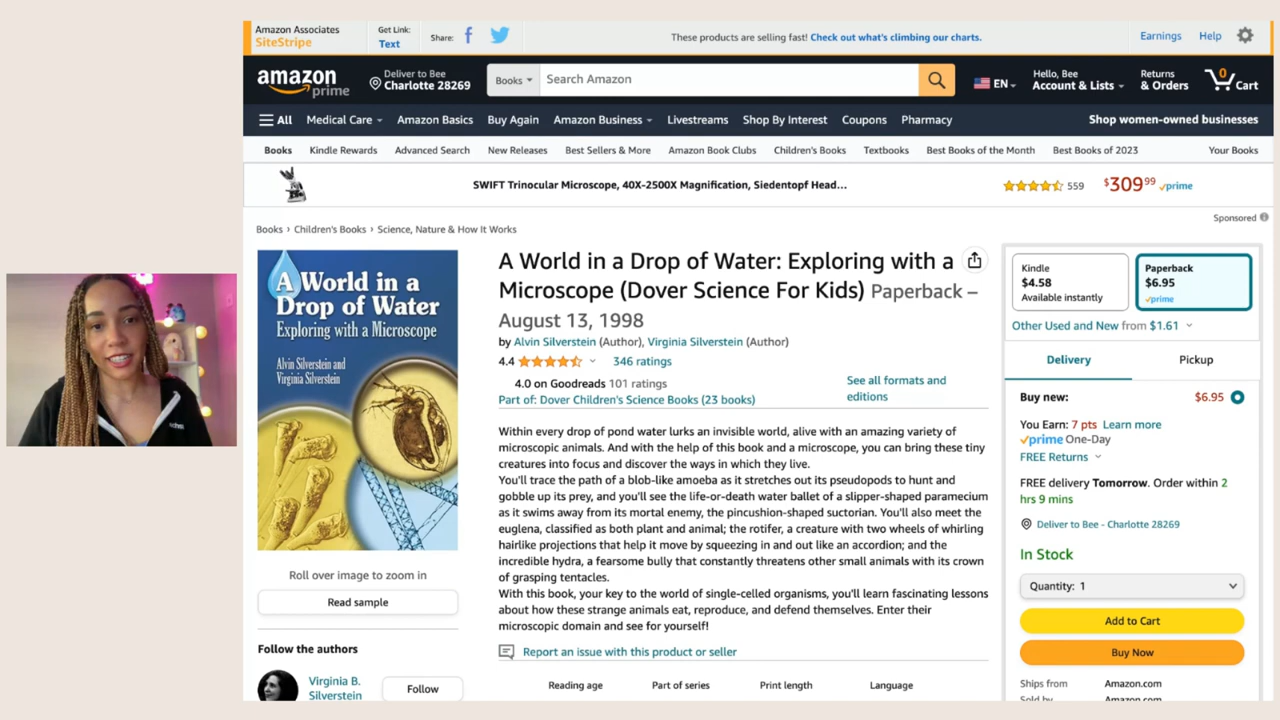 Amazon Associates
SiteStripe
Get Link:
Text
Share:
These products are selling fast! Check out what's climbing our charts.
Earnings
Help
amazon
prime
Deliver to Bee
Charlotte 28269
Books
Search Amazon
EN
Hello, Bee
Account & Lists
Returns
& Orders
0
Cart
All
Medical Care
Amazon Basics
Buy Again
Amazon Business
Livestreams
Shop By Interest
Coupons
Pharmacy
Shop women-owned businesses
Books
Kindle Rewards
Advanced Search
New Releases
Best Sellers & More
Amazon Book Clubs
Children's Books
Textbooks
Best Books of the Month
Best Books of 2023
Your Books
SWIFT Trinocular Microscope, 40X-2500X Magnification, Siedentopf Head...
559
$30999
prime
Sponsored
Books › Children's Books › Science, Nature & How It Works
A World in a
Drop of Water
Exploring with a Microscope
Alvin Silverstein and
Virginia Silverstein
Roll over image to zoom in
Read sample
Follow the authors
Virginia B.
Silverstein
Follow
A World in a Drop of Water: Exploring with a
Microscope (Dover Science For Kids) Paperback –
August 13, 1998
by Alvin Silverstein (Author), Virginia Silverstein (Author)
4.4
346 ratings
4.0 on Goodreads 101 ratings
Part of: Dover Children's Science Books (23 books)
See all formats and
editions
Within every drop of pond water lurks an invisible world, alive with an amazing variety of
microscopic animals. And with the help of this book and a microscope, you can bring these tiny
creatures into focus and discover the ways in which they live.
You'll trace the path of a blob-like amoeba as it stretches out its pseudopods to hunt and
gobble up its prey, and you'll see the life-or-death water ballet of a slipper-shaped paramecium
as it swims away from its mortal enemy, the pincushion-shaped suctorian. You'll also meet the
euglena, classified as both plant and animal; the rotifer, a creature with two wheels of whirling
hairlike projections that help it move by squeezing in and out like an accordion; and the
incredible hydra, a fearsome bully that constantly threatens other small animals with its crown
of grasping tentacles.
With this book, your key to the world of single-celled organisms, you'll learn fascinating lessons
about how these strange animals eat, reproduce, and defend themselves. Enter their
microscopic domain and see for yourself!
Report an issue with this product or seller
Reading age
Part of series
Print length
Language
Kindle
$4.58
Available instantly
Paperback
$6.95
prime
Other Used and New from $1.61
Delivery
Pickup
Buy new:
$6.95
You Earn: 7 pts Learn more
prime One-Day
FREE Returns
FREE delivery Tomorrow. Order within 2
hrs 9 mins
Deliver to Bee - Charlotte 28269
In Stock
Quantity: 1
Add to Cart
Buy Now
Ships from
Amazon.com
Sold by
Amazon.com